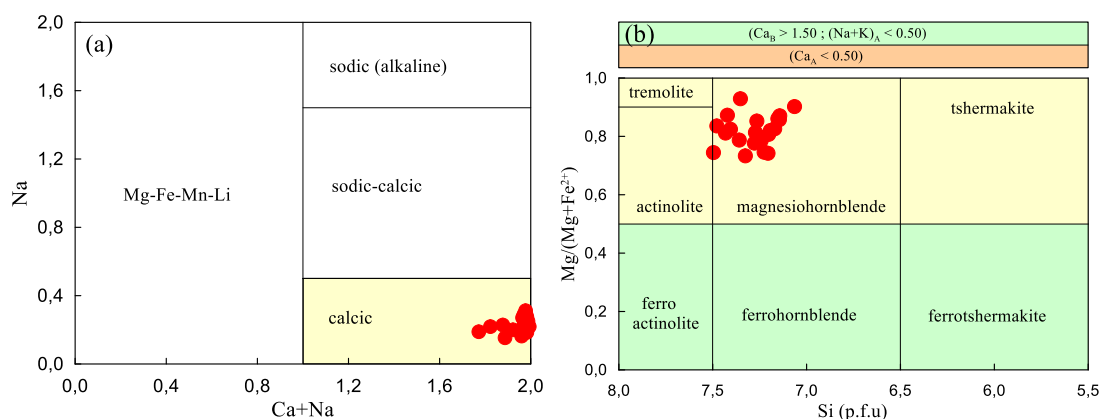 (a)
2,0
1,6
1,2
0,8
0,4
0,0
Na
sodic (alkaline)
sodic-calcic
Mg-Fe-Mn-Li
calcic
0,0
0,4
0,8
1,2
1,6
2,0
Ca+Na
(b)
(Ca_B > 1.50 ; (Na+K)_A < 0.50)
(Ca_A < 0.50)
1,0
0,8
0,6
0,4
0,2
0,0
Mg/(Mg+Fe²⁺)
tremolite
tshermakite
actinolite
magnesiohornblende
ferro
actinolite
ferrohornblende
ferrotshermakite
8,0
7,5
7,0
6,5
6,0
5,5
Si (p.f.u)